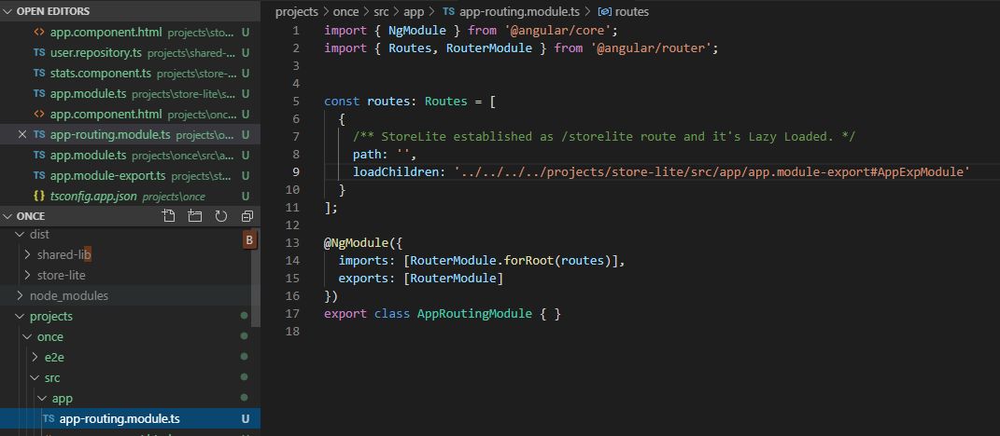 OPEN EDITORS
<> app.component.html projects\sto... U
TS user.repository.ts projects\shared-... U
TS stats.component.ts projects\store-... U
TS app.module.ts projects\store-lite\s... U
<> app.component.html projects\onc... U
TS app-routing.module.ts projects\o... U
TS app.module.ts projects\once\src\a... U
TS app.module-export.ts projects\st... U
{} tsconfig.app.json projects\once U
ONCE
dist
B
shared-lib
store-lite
node_modules
projects
once
e2e
src
app
TS app-routing.module.ts U
projects > once > src > app > TS app-routing.module.ts > routes
1 import { NgModule } from '@angular/core';
2 import { Routes, RouterModule } from '@angular/router';
3
4
5 const routes: Routes = [
6 {
7 /** StoreLite established as /storelite route and it's Lazy Loaded. */
8 path: '',
9 loadChildren: '../../../../projects/store-lite/src/app/app.module-export#AppExpModule'
10 }
11 ];
12
13 @NgModule({
14 imports: [RouterModule.forRoot(routes)],
15 exports: [RouterModule]
16 })
17 export class AppRoutingModule { }
18